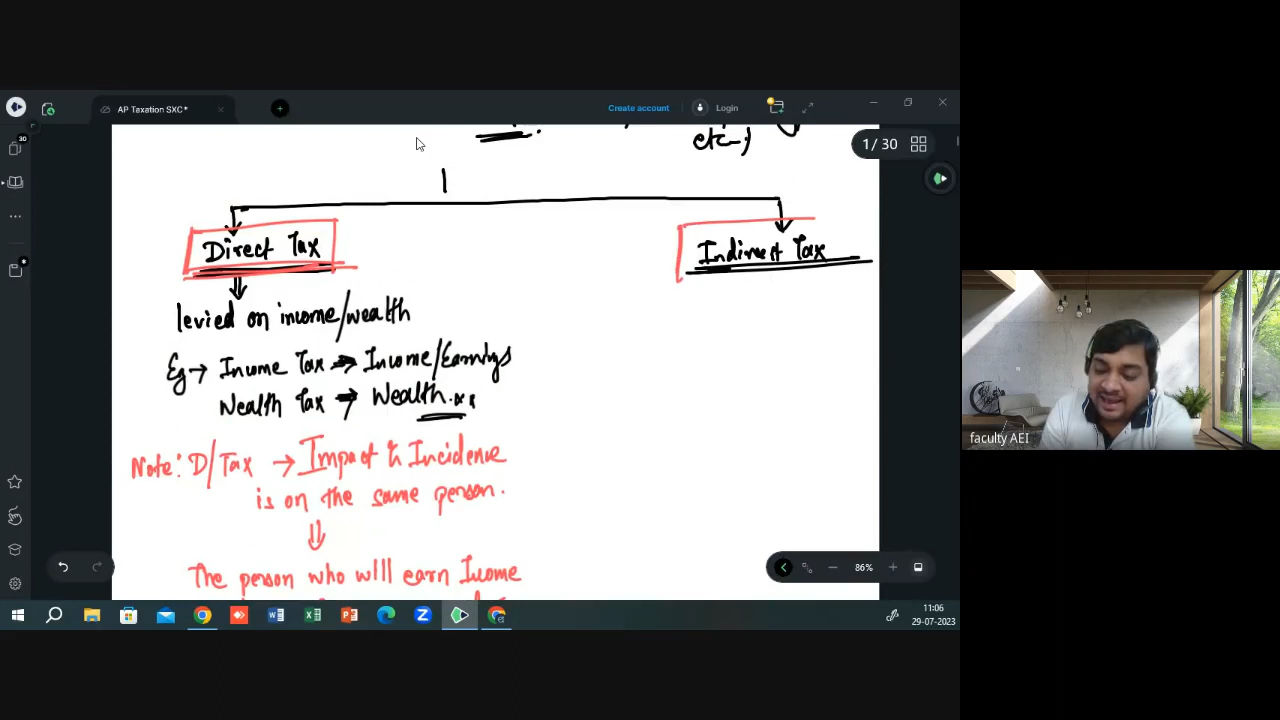 AP Taxation SXC*
Create account
Login
30
etc-)
1/ 30
Direct Tax
Indirect Tax
levied on income/wealth
Eg → Income Tax → Income/Earnings
Wealth Tax → Wealth
Note: D/Tax → Impact & Incidence
is on the same person.
The person who will earn Income
faculty AEI
86%
11:06
29-07-2023